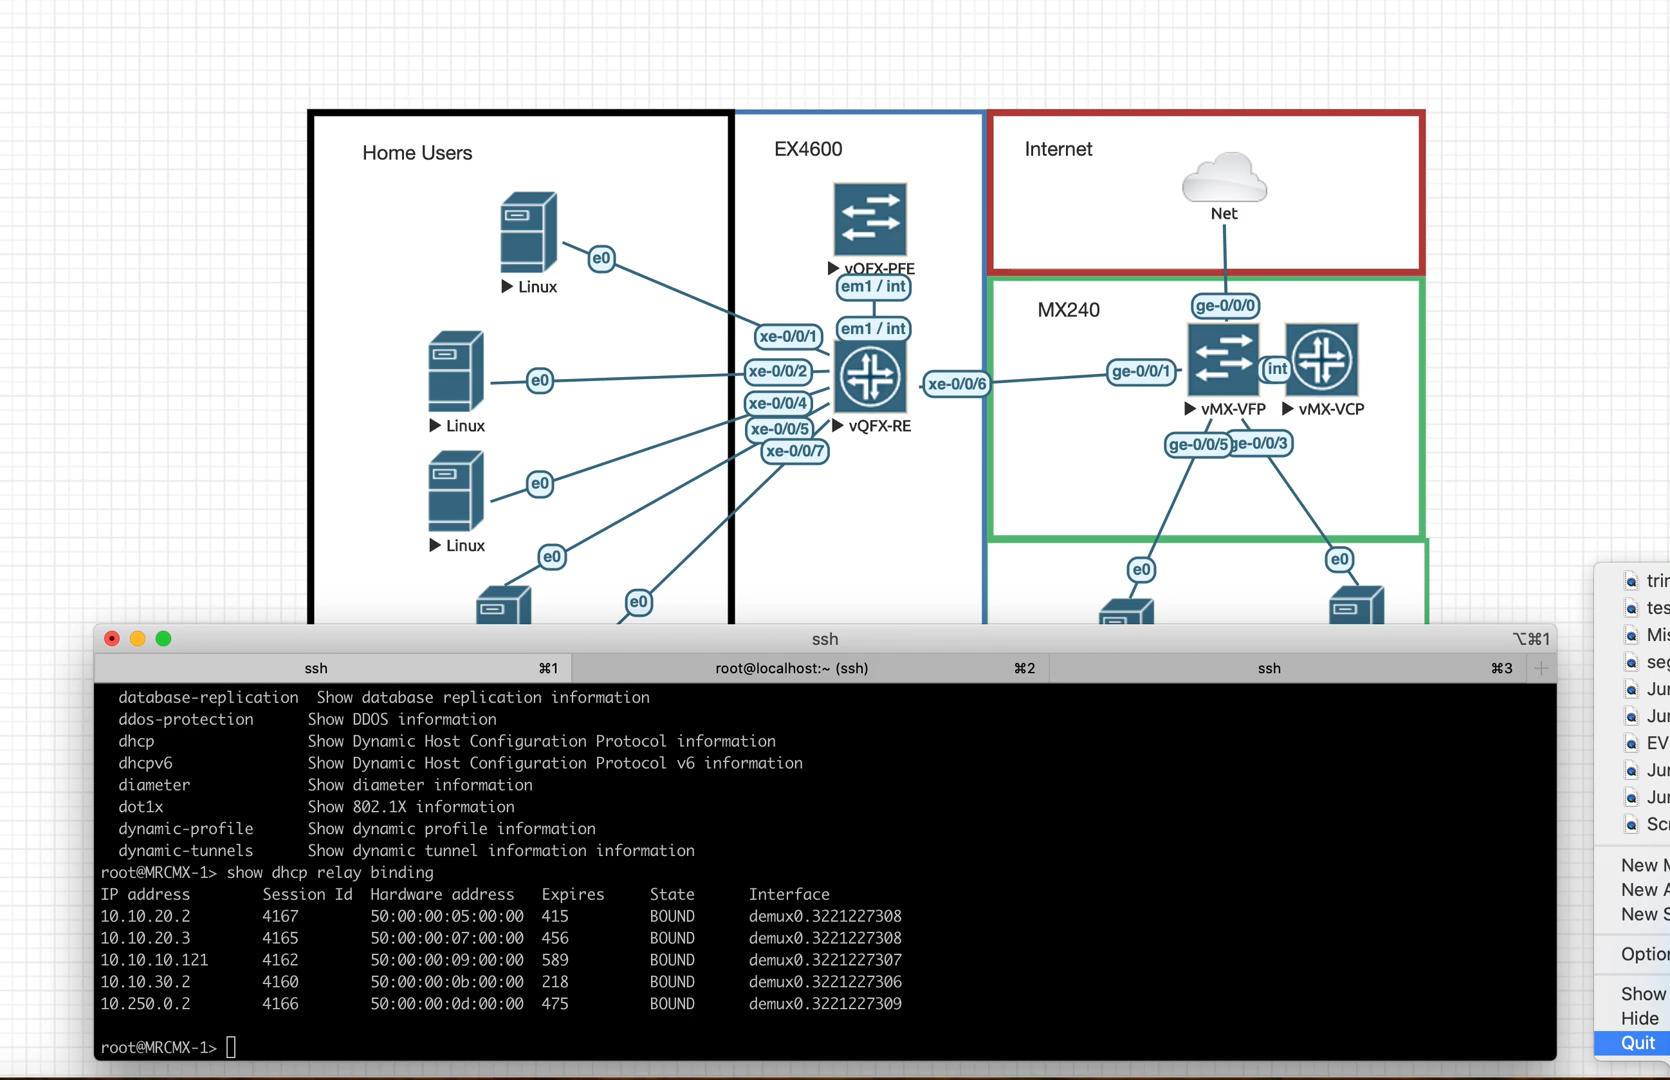 Home Users
EX4600
Internet
Net
Linux
e0
vQFX-PFE
em1 / int
MX240
ge-0/0/0
em1 / int
xe-0/0/1
Linux
e0
xe-0/0/2
xe-0/0/6
ge-0/0/1
int
xe-0/0/4
vMX-VFP
vMX-VCP
xe-0/0/5
vQFX-RE
xe-0/0/7
ge-0/0/5
ge-0/0/3
Linux
e0
e0
e0
e0
e0
ssh
⌥⌘1
ssh ⌘1
root@localhost:~ (ssh) ⌘2
ssh ⌘3
database-replication Show database replication information
ddos-protection Show DDOS information
dhcp Show Dynamic Host Configuration Protocol information
dhcpv6 Show Dynamic Host Configuration Protocol v6 information
diameter Show diameter information
dot1x Show 802.1X information
dynamic-profile Show dynamic profile information
dynamic-tunnels Show dynamic tunnel information information
root@MRCMX-1> show dhcp relay binding
IP address Session Id Hardware address Expires State Interface
10.10.20.2 4167 50:00:00:05:00:00 415 BOUND demux0.3221227308
10.10.20.3 4165 50:00:00:07:00:00 456 BOUND demux0.3221227308
10.10.10.121 4162 50:00:00:09:00:00 589 BOUND demux0.3221227307
10.10.30.2 4160 50:00:00:0b:00:00 218 BOUND demux0.3221227306
10.250.0.2 4166 50:00:00:0d:00:00 475 BOUND demux0.3221227309
root@MRCMX-1>
EV
New
New
New
Show
Hide
Quit